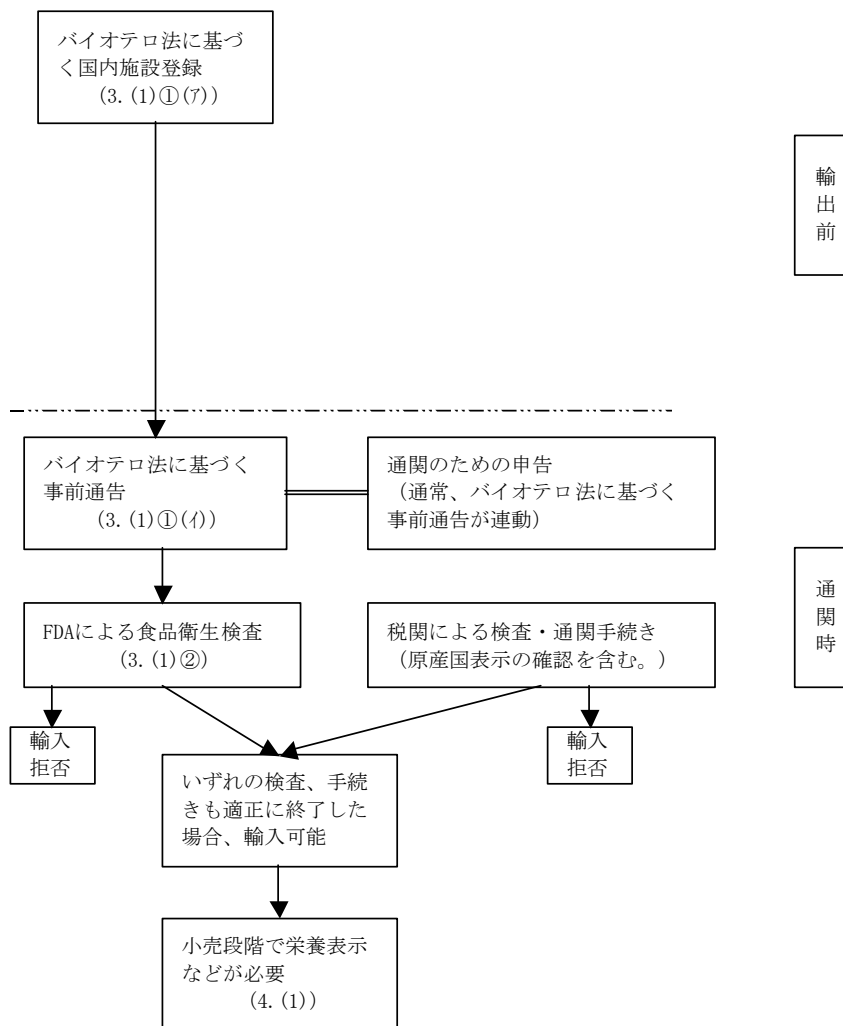 バイオテロ法に基づ
く国内施設登録
(3.(1)①(ｱ))
輸
出
前
バイオテロ法に基づく
事前通告
(3.(1)①(ｲ))
通関のための申告
（通常、バイオテロ法に基づく
事前通告が連動）
通
関
時
FDAによる食品衛生検査
(3.(1)②)
税関による検査・通関手続き
（原産国表示の確認を含む。）
輸入
拒否
輸入
拒否
いずれの検査、手続
きも適正に終了した
場合、輸入可能
小売段階で栄養表示
などが必要
(4.(1))